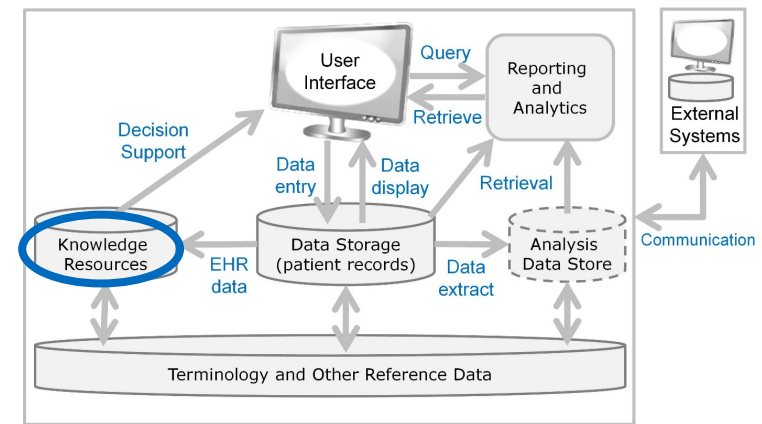 User
Interface
Query
Retrieve
Reporting
and
Analytics
External
Systems
Decision
Support
Data
entry
Data
display
Retrieval
Knowledge
Resources
EHR
data
Data Storage
(patient records)
Data
extract
Analysis
Data Store
Communication
Terminology and Other Reference Data